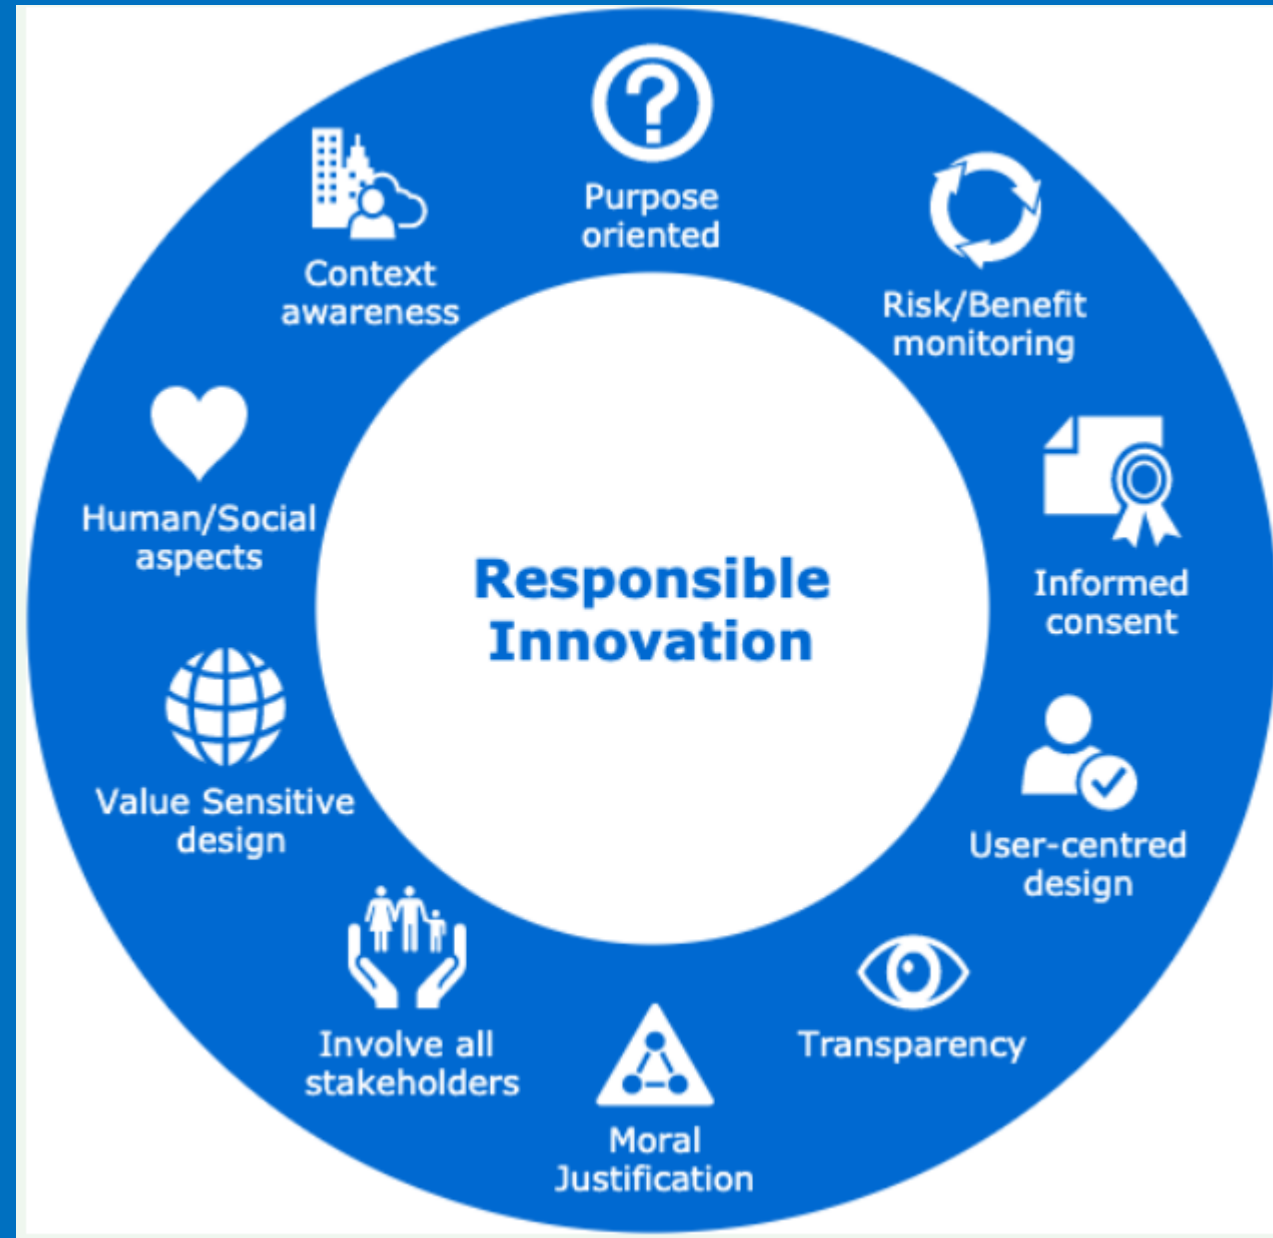 Purpose
oriented
Risk/Benefit
monitoring
Informed
consent
User-centred
design
Transparency
Moral
Justification
Involve all
stakeholders
Value Sensitive
design
Human/Social
aspects
Context
awareness
Responsible
Innovation